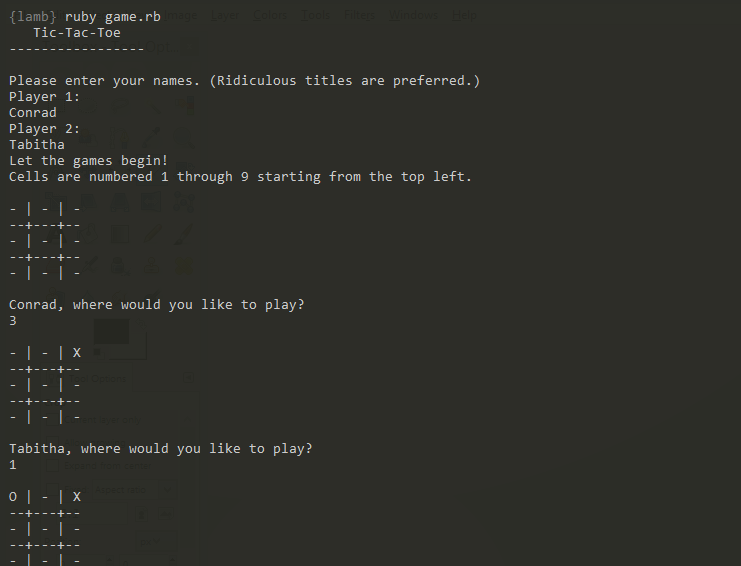 {lamb} ruby game.rb
Tic-Tac-Toe
-----------------
Please enter your names. (Ridiculous titles are preferred.)
Player 1:
Conrad
Player 2:
Tabitha
Let the games begin!
Cells are numbered 1 through 9 starting from the top left.
- | - | -
--+---+--
- | - | -
--+---+--
- | - | -
Conrad, where would you like to play?
3
- | - | X
--+---+--
- | - | -
--+---+--
- | - | -
Tabitha, where would you like to play?
1
O | - | X
--+---+--
- | - | -
--+---+--
- | - | -